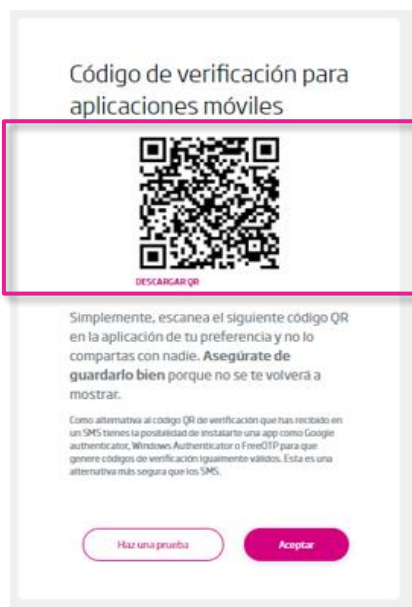 Código de verificación para
aplicaciones móviles
DESCARGAR QR
Simplemente, escanea el siguiente código QR
en la aplicación de tu preferencia y no lo
compartas con nadie. Asegúrate de
guardarlo bien porque no se te volverá a
mostrar.
Como alternativa al código QR de verificación que has recibido en
un SMS tienes la posibilidad de instalarte una app como Google
authenticator, Windows Authenticator o FreeOTP para que
genere códigos de verificación igualmente válidos. Esta es una
alternativa más segura que los SMS.
Haz una prueba
Aceptar